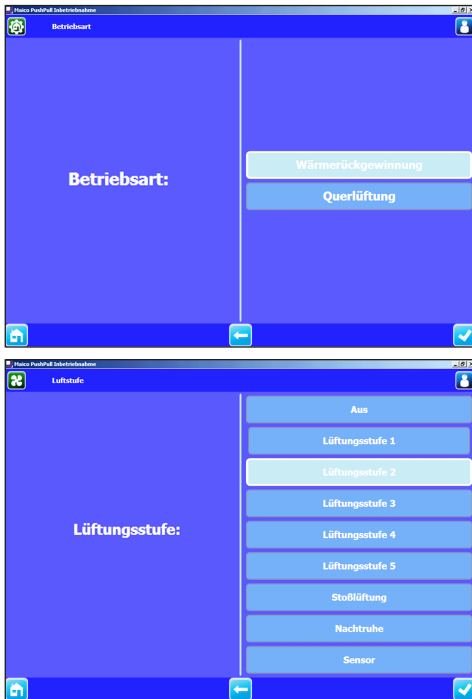 Maico PushPull Inbetriebnahme
Betriebsart
Betriebsart:
Wärmerückgewinnung
Querlüftung
Maico PushPull Inbetriebnahme
Luftstufe
Lüftungsstufe:
Aus
Lüftungsstufe 1
Lüftungsstufe 2
Lüftungsstufe 3
Lüftungsstufe 4
Lüftungsstufe 5
Stoßlüftung
Nachtruhe
Sensor